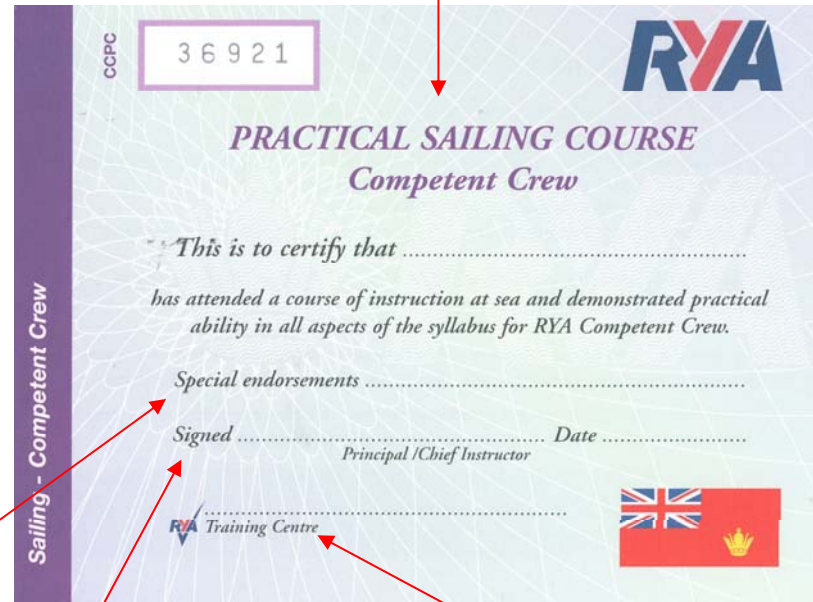 CCPC
36921
RYA
PRACTICAL SAILING COURSE
Competent Crew
This is to certify that ..........................................................
has attended a course of instruction at sea and demonstrated practical
ability in all aspects of the syllabus for RYA Competent Crew.
Special endorsements ................................................................
Signed .................................................... Date ........................
Principal /Chief Instructor
................................................................
RYA Training Centre
Sailing - Competent Crew
RYA